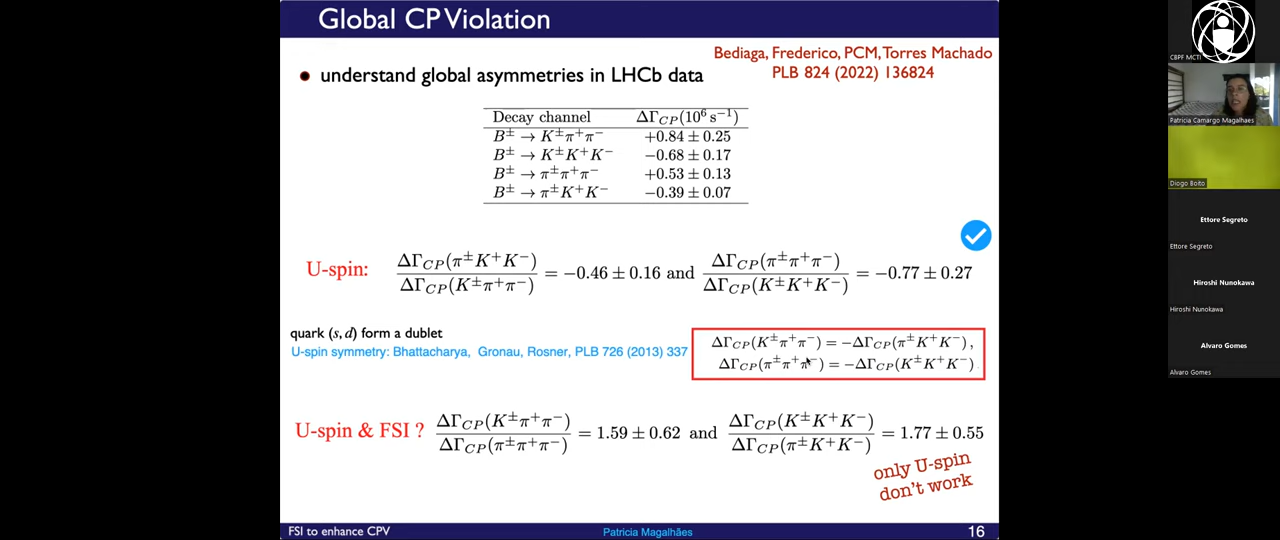 Global CP Violation
Bediaga, Frederico, PCM, Torres Machado
PLB 824 (2022) 136824
• understand global asymmetries in LHCb data
Decay channel ΔΓ_CP(10⁶ s⁻¹)
B± → K±π⁺π⁻ +0.84 ± 0.25
B± → K±K⁺K⁻ −0.68 ± 0.17
B± → π±π⁺π⁻ +0.53 ± 0.13
B± → π±K⁺K⁻ −0.39 ± 0.07
U-spin: ΔΓ_CP(π±K⁺K⁻)/ΔΓ_CP(K±π⁺π⁻) = −0.46 ± 0.16 and ΔΓ_CP(π±π⁺π⁻)/ΔΓ_CP(K±K⁺K⁻) = −0.77 ± 0.27
quark (s, d) form a dublet
U-spin symmetry: Bhattacharya, Gronau, Rosner, PLB 726 (2013) 337
ΔΓ_CP(K±π⁺π⁻) = −ΔΓ_CP(π±K⁺K⁻),
ΔΓ_CP(π±π⁺π⁻) = −ΔΓ_CP(K±K⁺K⁻)
U-spin & FSI ? ΔΓ_CP(K±π⁺π⁻)/ΔΓ_CP(π±π⁺π⁻) = 1.59 ± 0.62 and ΔΓ_CP(K±K⁺K⁻)/ΔΓ_CP(π±K⁺K⁻) = 1.77 ± 0.55
only U-spin
don't work
FSI to enhance CPV
Patricia Magalhães
16
CBPF MCTI
Patricia Camargo Magalhaes
Diogo Boito
Ettore Segreto
Ettore Segreto
Hiroshi Nunokawa
Hiroshi Nunokawa
Alvaro Gomes
Alvaro Gomes